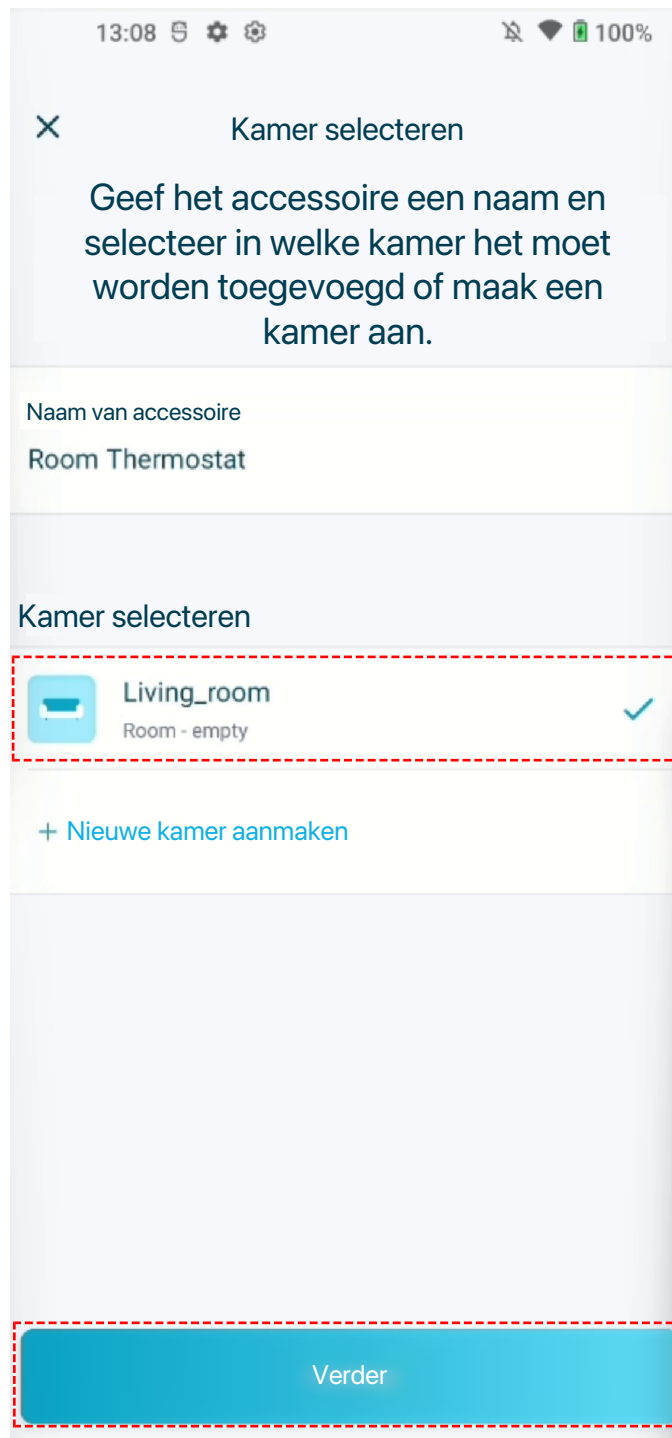 13:08
100%
Kamer selecteren
Geef het accessoire een naam en
selecteer in welke kamer het moet
worden toegevoegd of maak een
kamer aan.
Naam van accessoire
Room Thermostat
Kamer selecteren
Living_room
Room - empty
+ Nieuwe kamer aanmaken
Verder